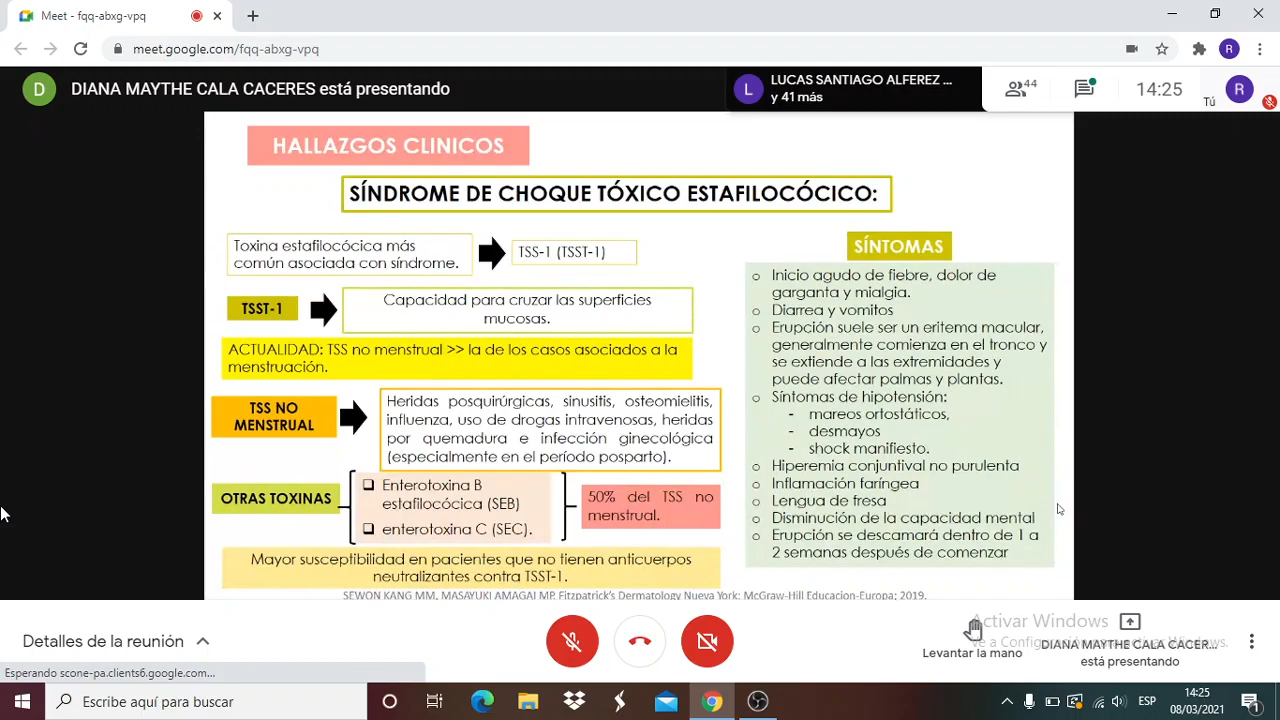 Meet - fqq-abxg-vpq
meet.google.com/fqq-abxg-vpq
R
D
DIANA MAYTHE CALA CACERES está presentando
L
LUCAS SANTIAGO ALFEREZ ...
y 41 más
44
14:25
Tú
R
HALLAZGOS CLINICOS
SÍNDROME DE CHOQUE TÓXICO ESTAFILOCÓCICO:
Toxina estafilocócica más
común asociada con síndrome.
TSS-1 (TSST-1)
TSST-1
Capacidad para cruzar las superficies
mucosas.
ACTUALIDAD: TSS no menstrual >> la de los casos asociados a la
menstruación.
TSS NO
MENSTRUAL
Heridas posquirúrgicas, sinusitis, osteomielitis,
influenza, uso de drogas intravenosas, heridas
por quemadura e infección ginecológica
(especialmente en el período posparto).
OTRAS TOXINAS
Enterotoxina B
estafilocócica (SEB)
enterotoxina C (SEC).
50% del TSS no
menstrual.
Mayor susceptibilidad en pacientes que no tienen anticuerpos
neutralizantes contra TSST-1.
SÍNTOMAS
Inicio agudo de fiebre, dolor de
garganta y mialgia.
Diarrea y vomitos
Erupción suele ser un eritema macular,
generalmente comienza en el tronco y
se extiende a las extremidades y
puede afectar palmas y plantas.
Síntomas de hipotensión:
- mareos ortostáticos,
- desmayos
- shock manifiesto.
Hiperemia conjuntival no purulenta
Inflamación faríngea
Lengua de fresa
Disminución de la capacidad mental
Erupción se descamará dentro de 1 a
2 semanas después de comenzar
SEWON KANG MM, MASAYUKI AMAGAI MP. Fitzpatrick's Dermatology Nueva York: McGraw-Hill Educacion-Europa; 2019.
Detalles de la reunión
Levantar la mano
Activar Windows
Ve a Configuración para activar Windows.
DIANA MAYTHE CALA CACER...
está presentando
Esperando scone-pa.clients6.google.com...
Escribe aquí para buscar
ESP
14:25
08/03/2021
1